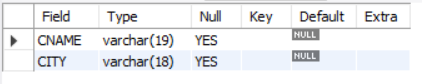 Field Type Null Key Default Extra
CNAME varchar(19) YES NULL
CITY varchar(18) YES NULL